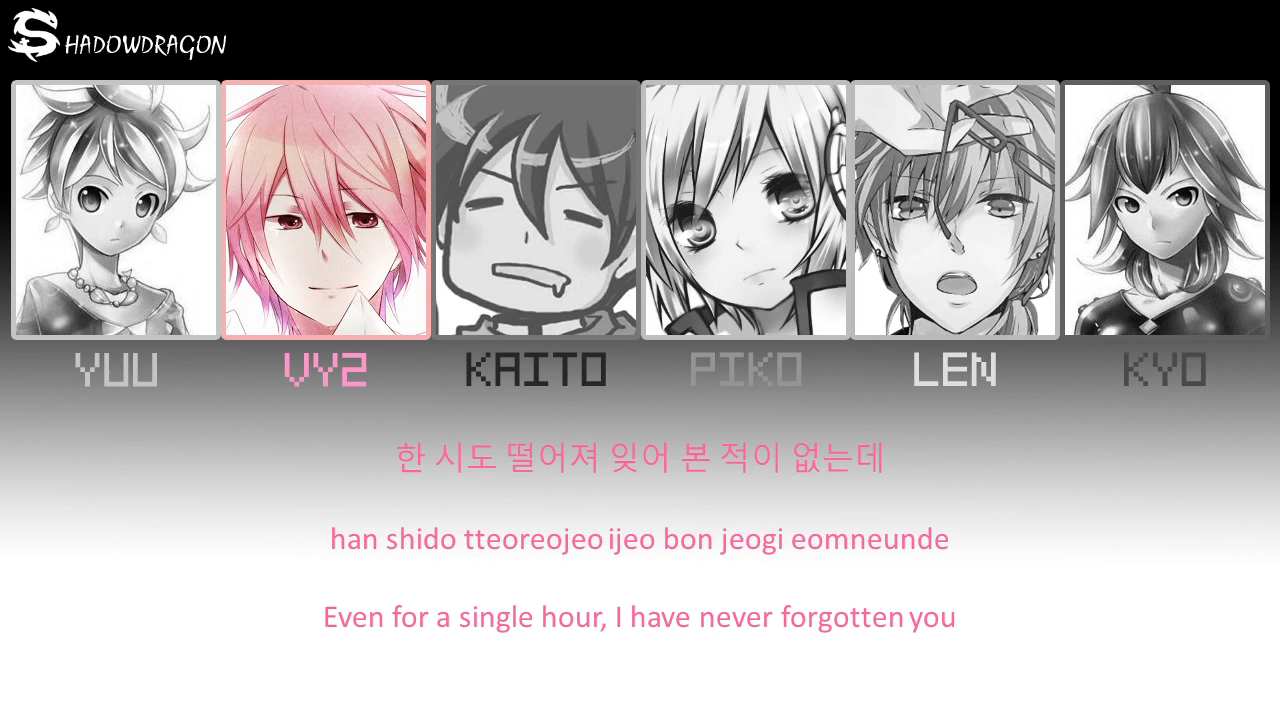 SHADOWDRAGON
YUU VY2 KAITO PIKO LEN KYO
한 시도 떨어져 잊어 본 적이 없는데
han shido tteoreojeo ijeo bon jeogi eomneunde
Even for a single hour, I have never forgotten you